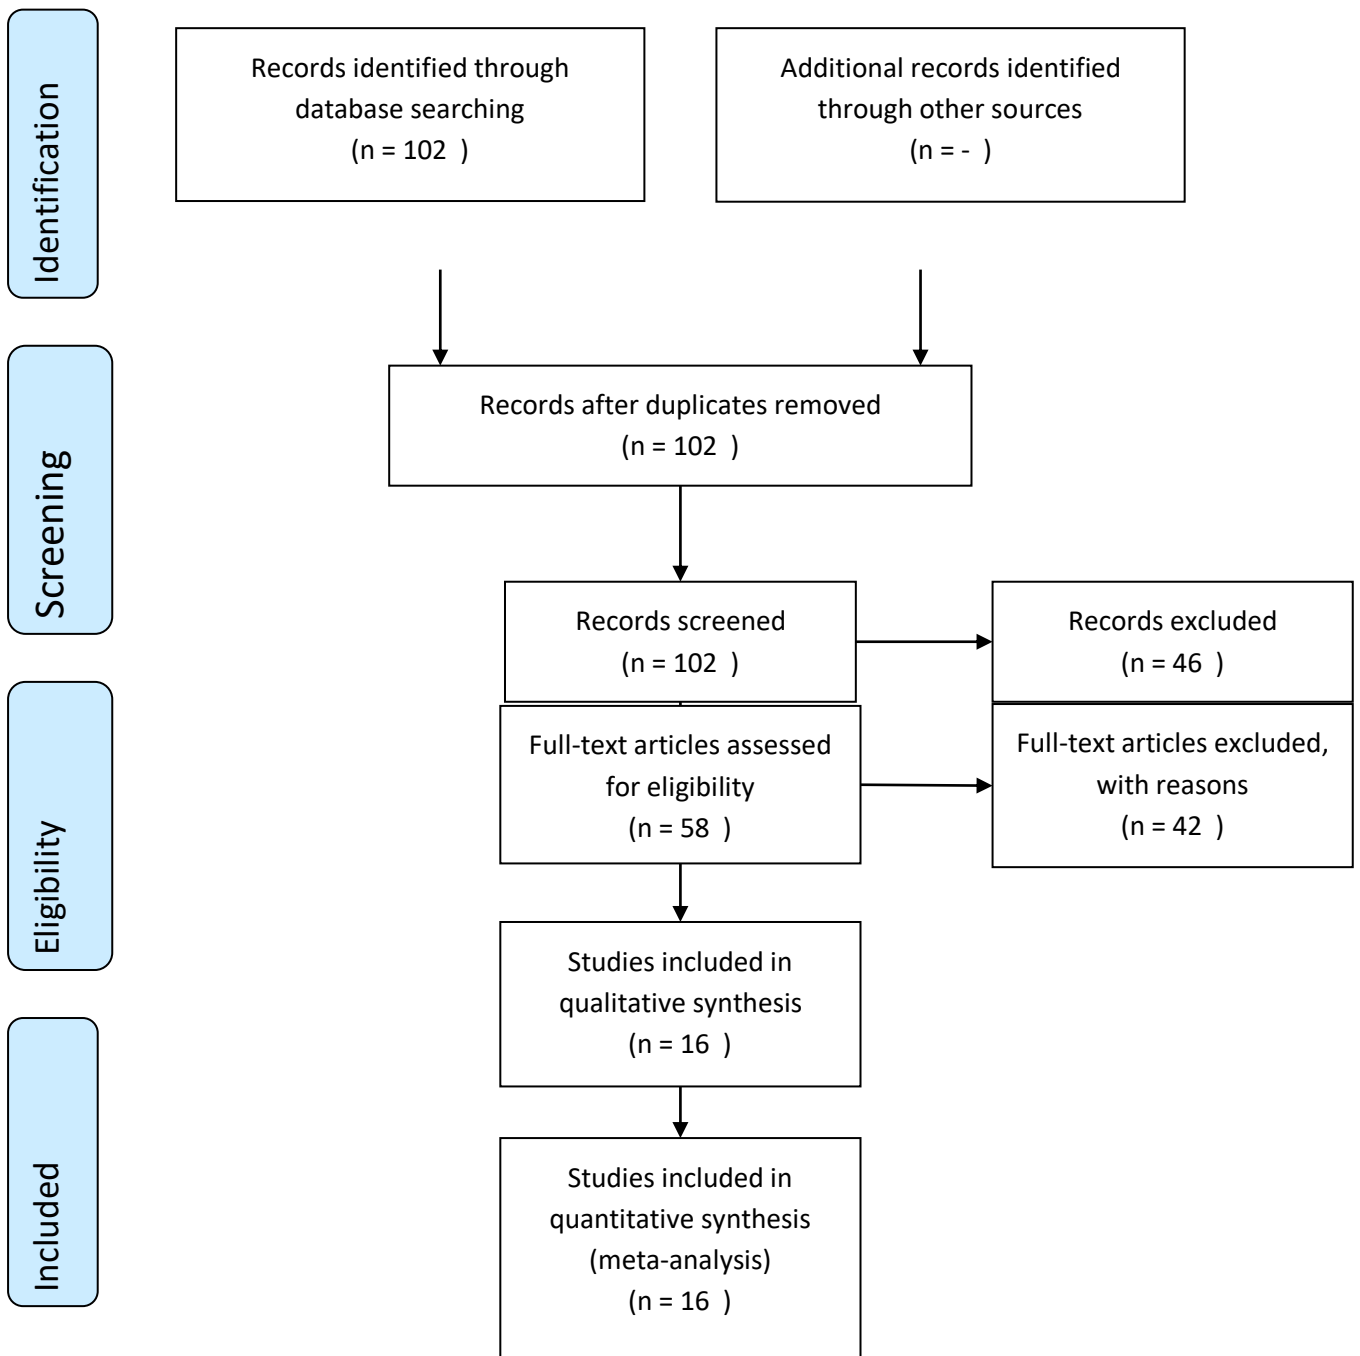 Identification
Records identified through
database searching
(n = 102  )
Additional records identified
through other sources
(n = -  )
Screening
Records after duplicates removed
(n = 102  )
Records screened
(n = 102  )
Records excluded
(n = 46  )
Eligibility
Full-text articles assessed
for eligibility
(n = 58  )
Full-text articles excluded,
with reasons
(n = 42  )
Studies included in
qualitative synthesis
(n = 16  )
Included
Studies included in
quantitative synthesis
(meta-analysis)
(n = 16  )